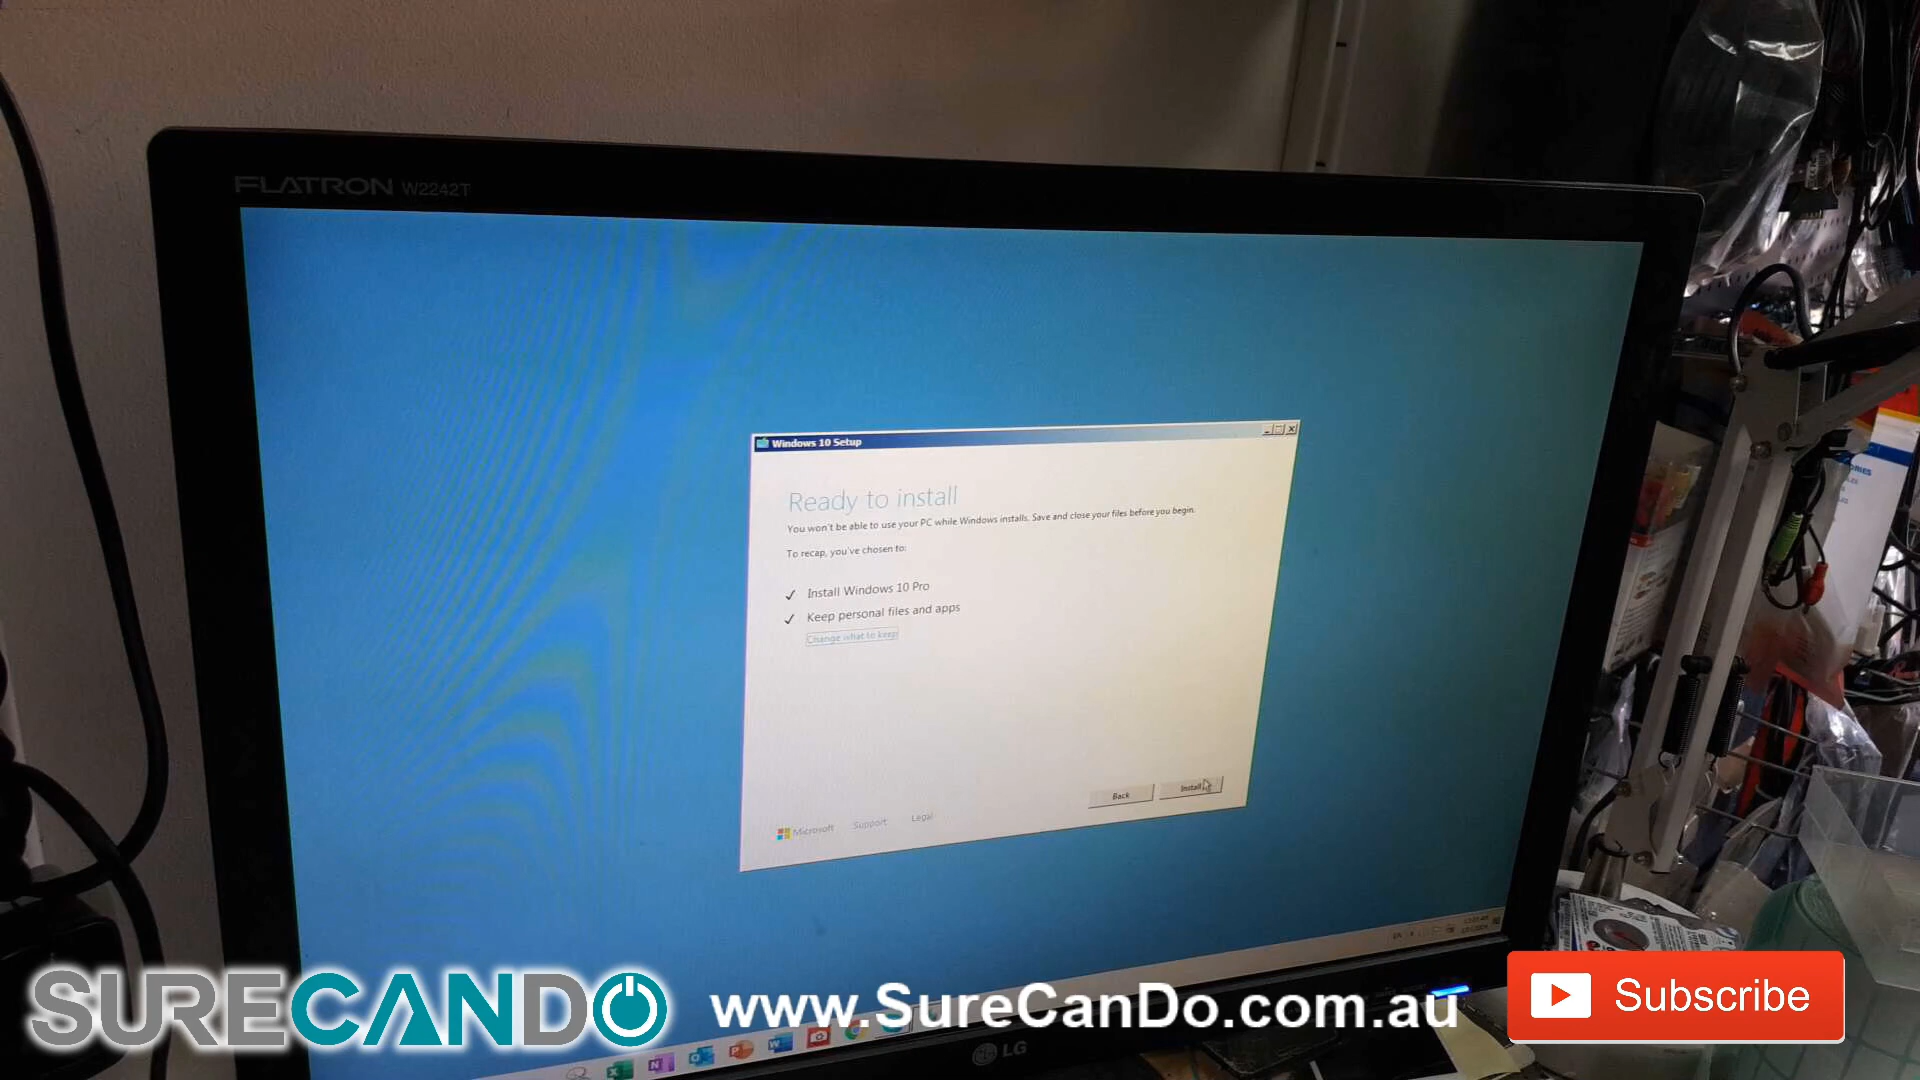 FLATRON W2242T
Windows 10 Setup
Ready to install
You won't be able to use your PC while Windows installs. Save and close your files before you begin.
To recap, you've chosen to:
✓ Install Windows 10 Pro
✓ Keep personal files and apps
Change what to keep
Back Install
Microsoft Support Legal
EN
SURECANDO
www.SureCanDo.com.au
Subscribe
LG